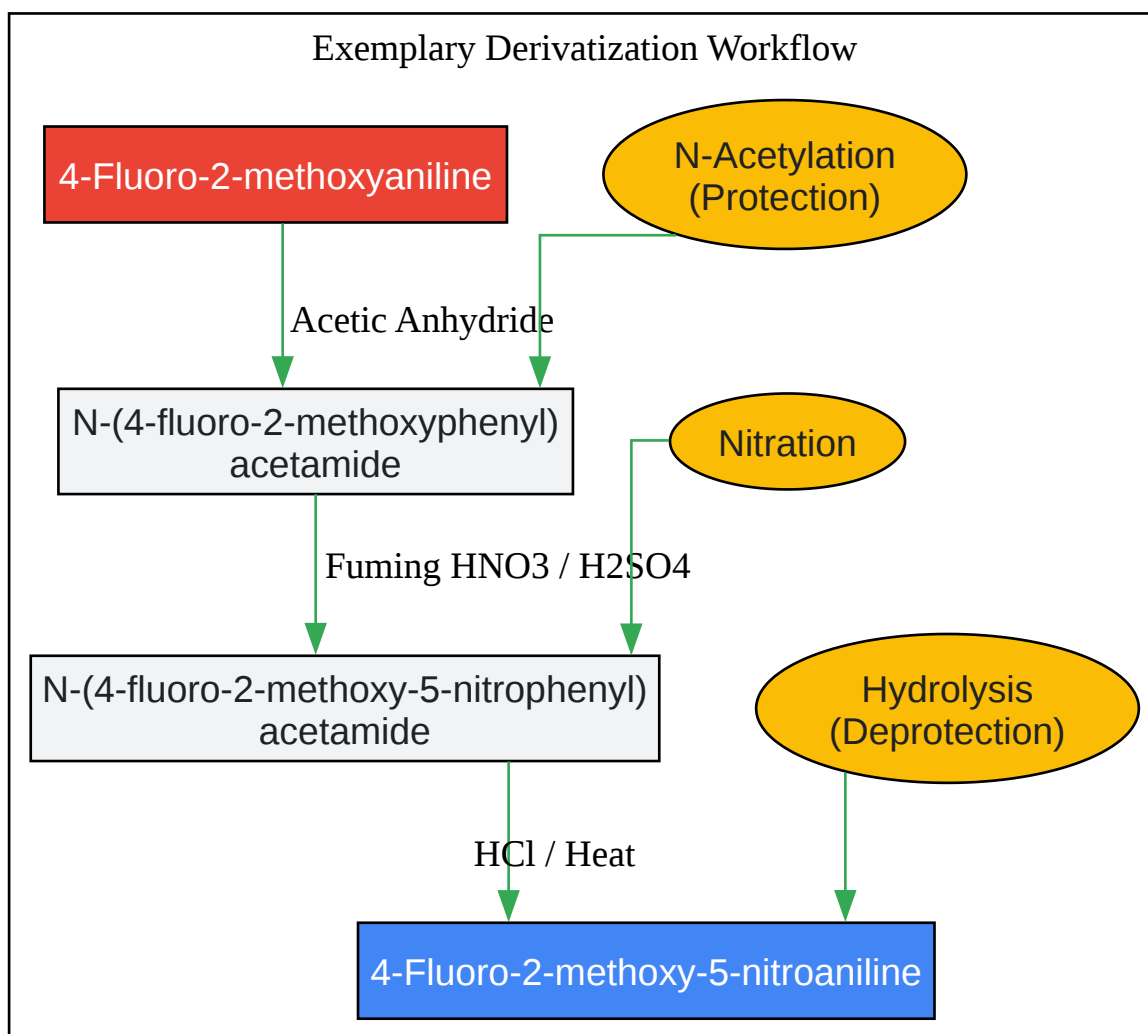 Exemplary Derivatization Workflow
4-Fluoro-2-methoxyaniline
N-Acetylation
(Protection)
Acetic Anhydride
N-(4-fluoro-2-methoxyphenyl)
acetamide
Nitration
Fuming HNO3 / H2SO4
N-(4-fluoro-2-methoxy-5-nitrophenyl)
acetamide
Hydrolysis
(Deprotection)
HCl / Heat
4-Fluoro-2-methoxy-5-nitroaniline